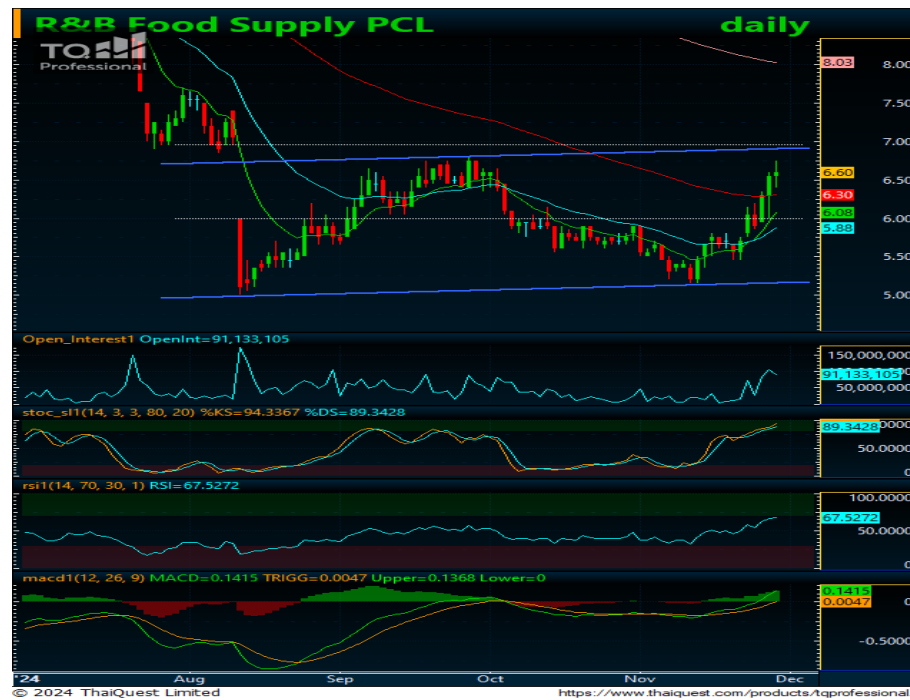 R&B Food Supply PCL daily
TQ
Professional
8.03
8.00
7.50
7.00
6.60
6.50
6.30
6.08
6.00
5.88
5.50
5.00
Open_Interest1 OpenInt=91,133,105
150,000,000
91,133,105
50,000,000
stoc_sl1(14, 3, 3, 80, 20) %KS=94.3367 %DS=89.3428
89.3428
50.0000
rsi1(14, 70, 30, 1) RSI=67.5272
100.0000
67.5272
50.0000
macd1(12, 26, 9) MACD=0.1415 TRIGG=0.0047 Upper=0.1368 Lower=0
0.1415
0.0047
-0.5000
'24 Aug Sep Oct Nov Dec
© 2024 ThaiQuest Limited https://www.thaiquest.com/products/tqprofessional